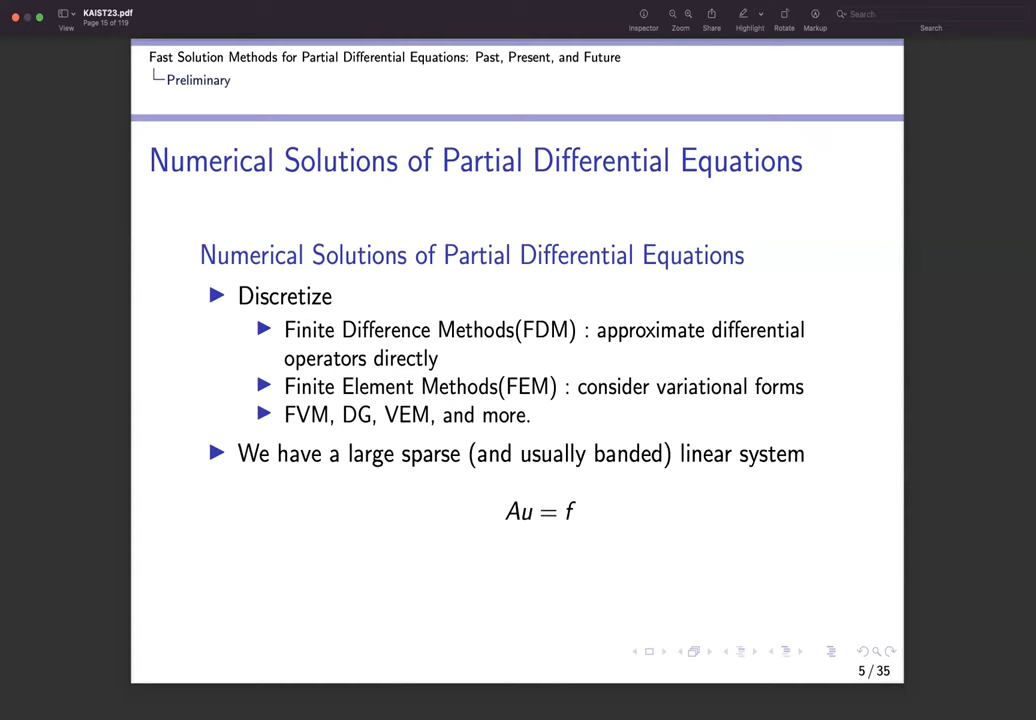 KAIST23.pdf
Page 15 of 119
View
Inspector
Zoom
Share
Highlight
Rotate
Markup
Search
Search
Fast Solution Methods for Partial Differential Equations: Past, Present, and Future
Preliminary
Numerical Solutions of Partial Differential Equations
Numerical Solutions of Partial Differential Equations
Discretize
Finite Difference Methods(FDM) : approximate differential
operators directly
Finite Element Methods(FEM) : consider variational forms
FVM, DG, VEM, and more.
We have a large sparse (and usually banded) linear system
Au = f
5 / 35